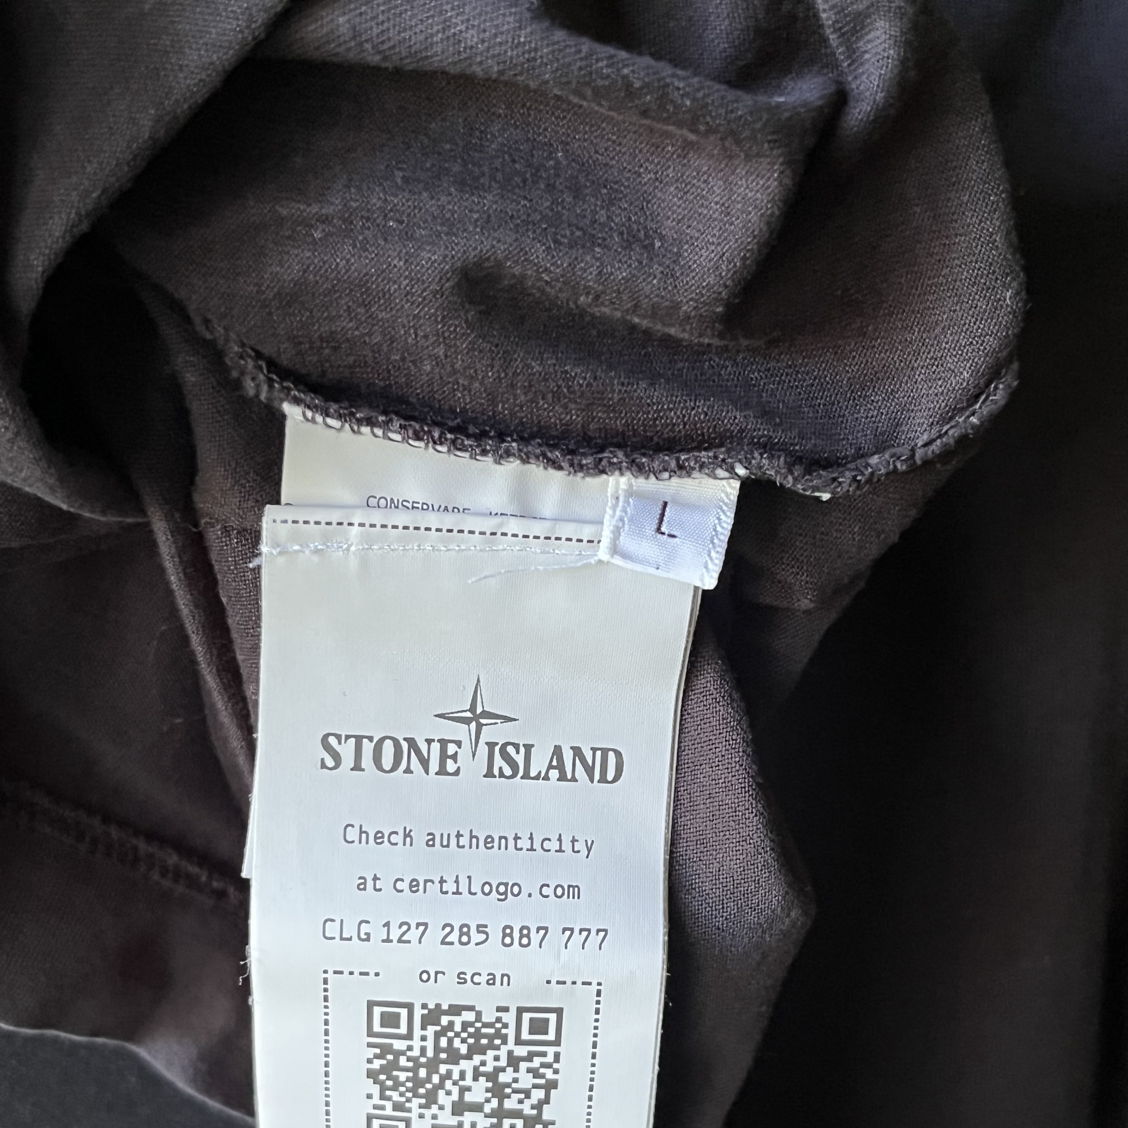 CONSERVARE
L
STONE ISLAND
Check authenticity
at certilogo.com
CLG 127 285 887 777
or scan